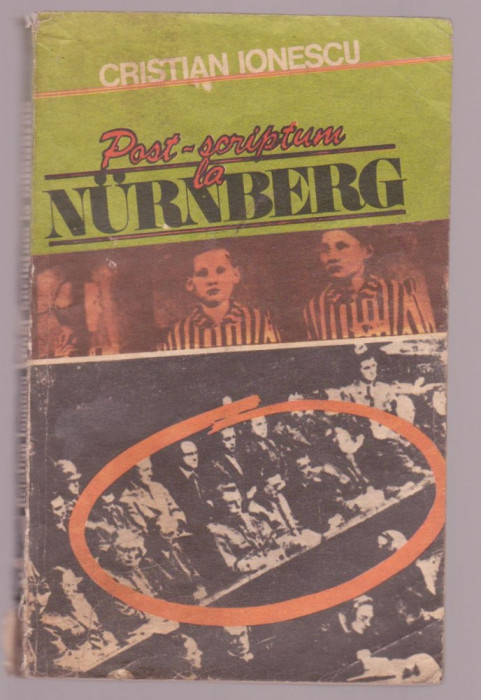 CRISTIAN IONESCU
Post-scriptum
la
NÜRNBERG